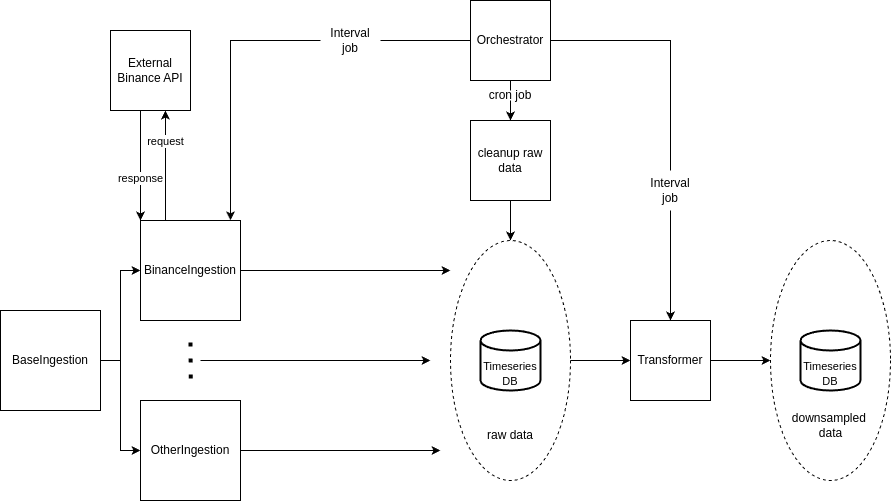 Orchestrator
Interval
job
External
Binance API
cron job
request
cleanup raw
data
response
Interval
job
BinanceIngestion
BaseIngestion
Timeseries
DB
Transformer
Timeseries
DB
downsampled
data
raw data
OtherIngestion